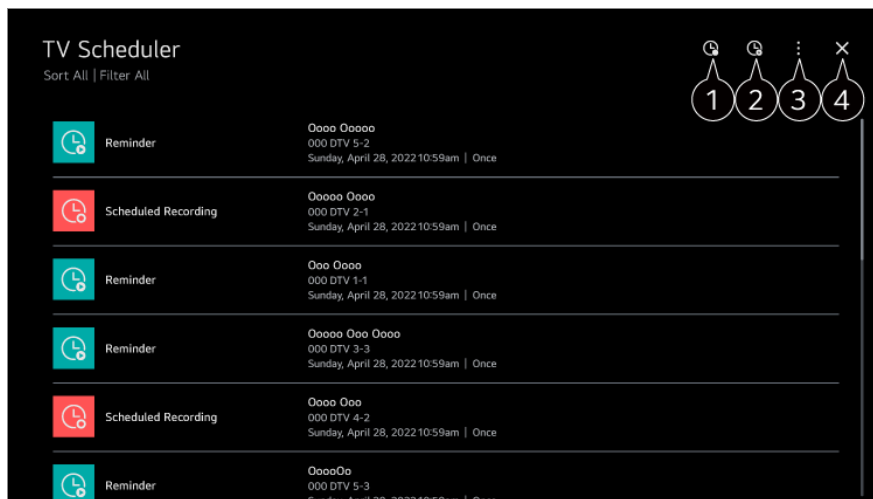 TV Scheduler
Sort All | Filter All
1 2 3 4
Reminder
Oooo Ooooo
000 DTV 5-2
Sunday, April 28, 2022 10:59am | Once
Scheduled Recording
Ooooo Oooo
000 DTV 2-1
Sunday, April 28, 2022 10:59am | Once
Reminder
Ooo Oooo
000 DTV 1-1
Sunday, April 28, 2022 10:59am | Once
Reminder
Ooooo Ooo Oooo
000 DTV 3-3
Sunday, April 28, 2022 10:59am | Once
Scheduled Recording
Oooo Ooo
000 DTV 4-2
Sunday, April 28, 2022 10:59am | Once
Reminder
OoooOo
000 DTV 5-3